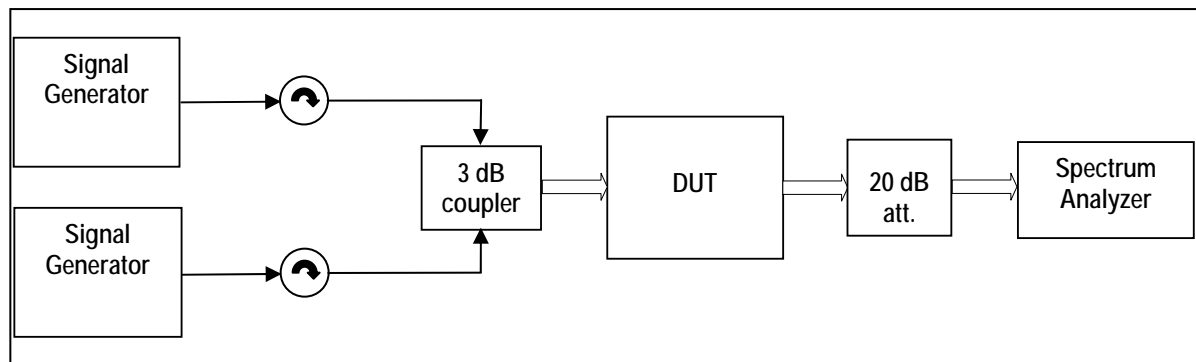 Signal
Generator
3 dB
coupler
DUT
20 dB
att.
Spectrum
Analyzer
Signal
Generator